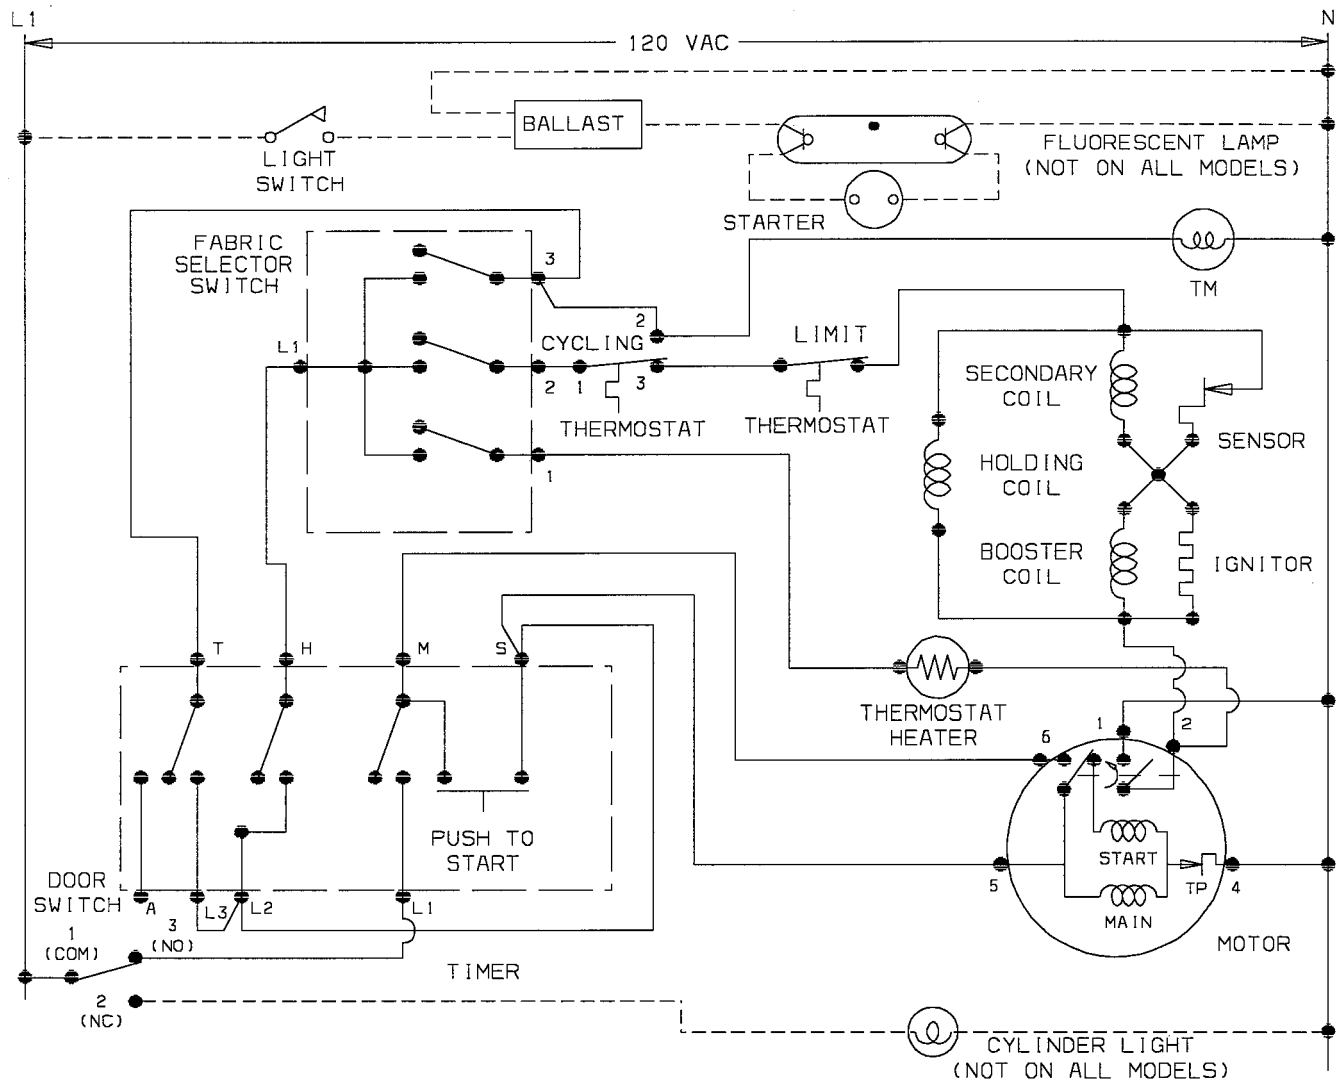 L1
N
120 VAC
BALLAST
LIGHT
SWITCH
FLUORESCENT LAMP
(NOT ON ALL MODELS)
STARTER
FABRIC
SELECTOR
SWITCH
3
TM
2
L1
CYCLING
LIMIT
2
1
3
THERMOSTAT
THERMOSTAT
SECONDARY
COIL
SENSOR
1
HOLDING
COIL
BOOSTER
COIL
IGNITOR
T
H
M
S
THERMOSTAT
HEATER
6
1
2
PUSH TO
START
START
5
TP
4
MAIN
MOTOR
DOOR
SWITCH
A
L3
L2
L1
3
(NO)
1
(COM)
TIMER
2
(NC)
CYLINDER LIGHT
(NOT ON ALL MODELS)